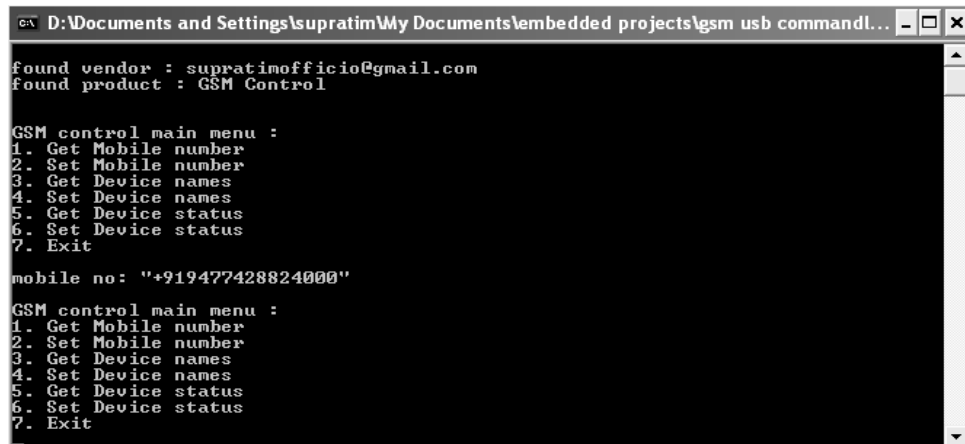 D:\Documents and Settings\supratim\My Documents\embedded projects\gsm usb commandl...
found vendor : supratimofficio@gmail.com
found product : GSM Control
GSM control main menu :
1. Get Mobile number
2. Set Mobile number
3. Get Device names
4. Set Device names
5. Get Device status
6. Set Device status
7. Exit
mobile no: "+919477428824000"
GSM control main menu :
1. Get Mobile number
2. Set Mobile number
3. Get Device names
4. Set Device names
5. Get Device status
6. Set Device status
7. Exit